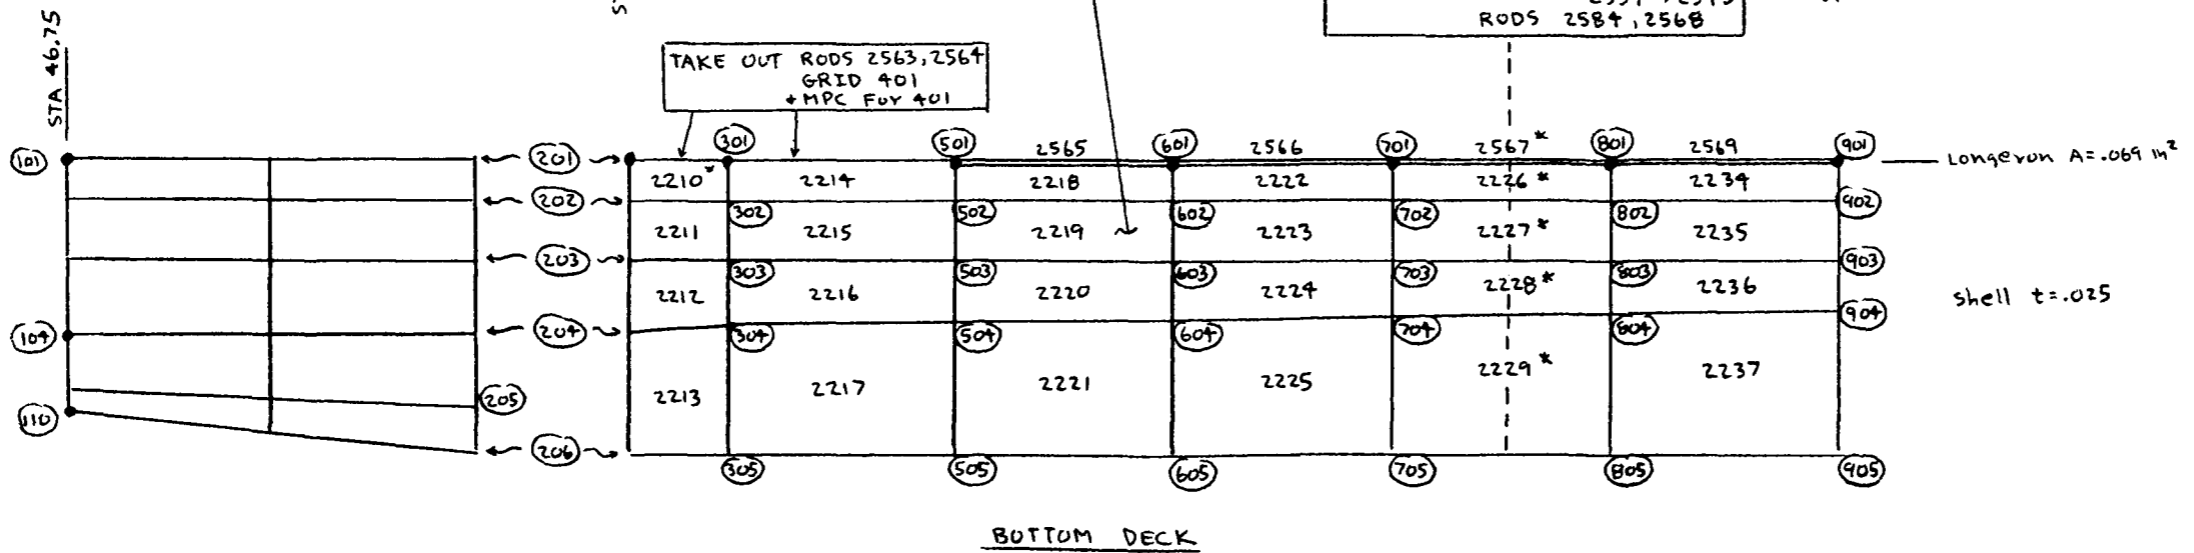 STA 46.75
RODS 2584, 2568
TAKE OUT RODS 2563, 2564
GRID 401
+ MPC FOR 401
101 201 301 501 2565 601 2566 701 2567* 801 2569 901
Longeron A=.069 in²
2210* 2214 2218 2222 2226* 2234
202 302 502 602 702 802 902
2211 2215 2219 2223 2227* 2235
203 303 503 603 703 803 903
2212 2216 2220 2224 2228* 2236
shell t=.025
104 204 304 504 604 704 804 904
2213 2217 2221 2225 2229* 2237
205
110 206 305 505 605 705 805 905
BOTTOM DECK